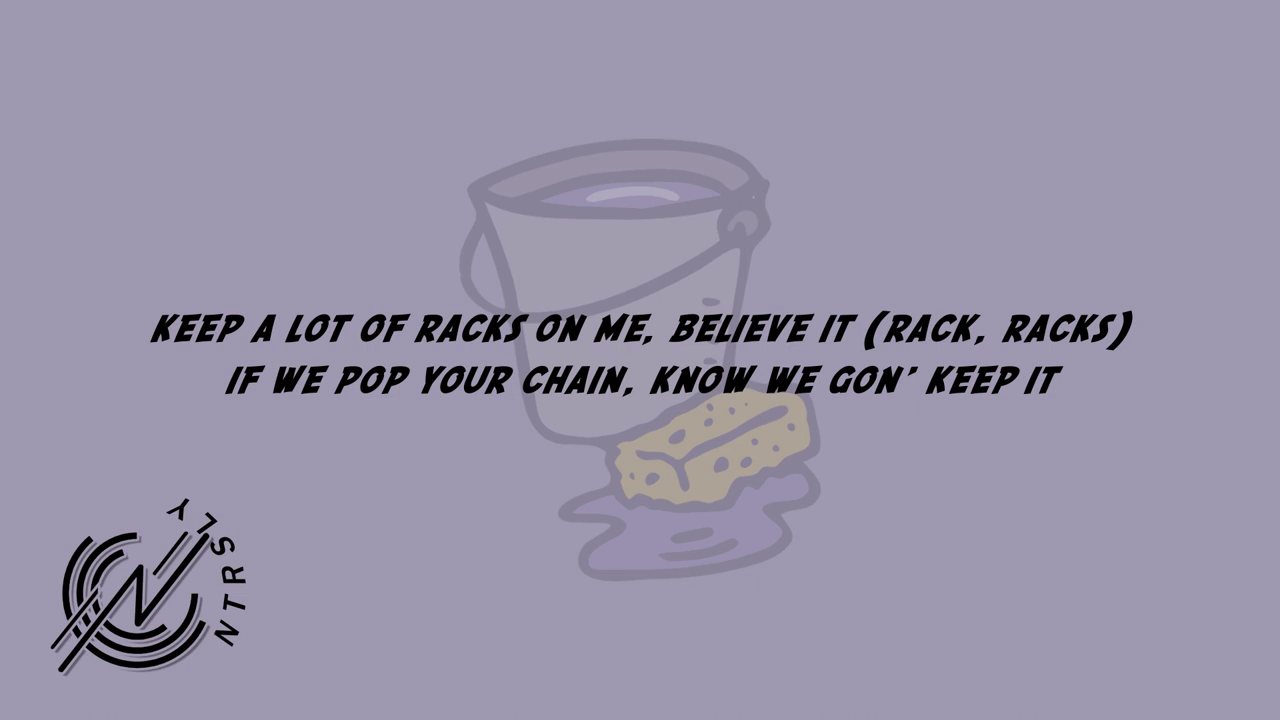 KEEP A LOT OF RACKS ON ME, BELIEVE IT (RACK, RACKS)
IF WE POP YOUR CHAIN, KNOW WE GON' KEEP IT
NTRSLY